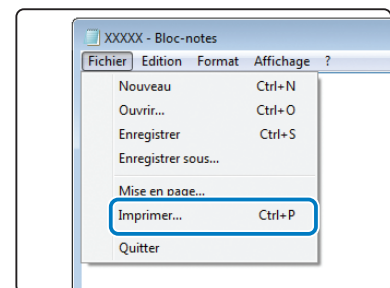 XXXXX - Bloc-notes
Fichier Edition Format Affichage ?
Nouveau Ctrl+N
Ouvrir... Ctrl+O
Enregistrer Ctrl+S
Enregistrer sous...
Mise en page...
Imprimer... Ctrl+P
Quitter